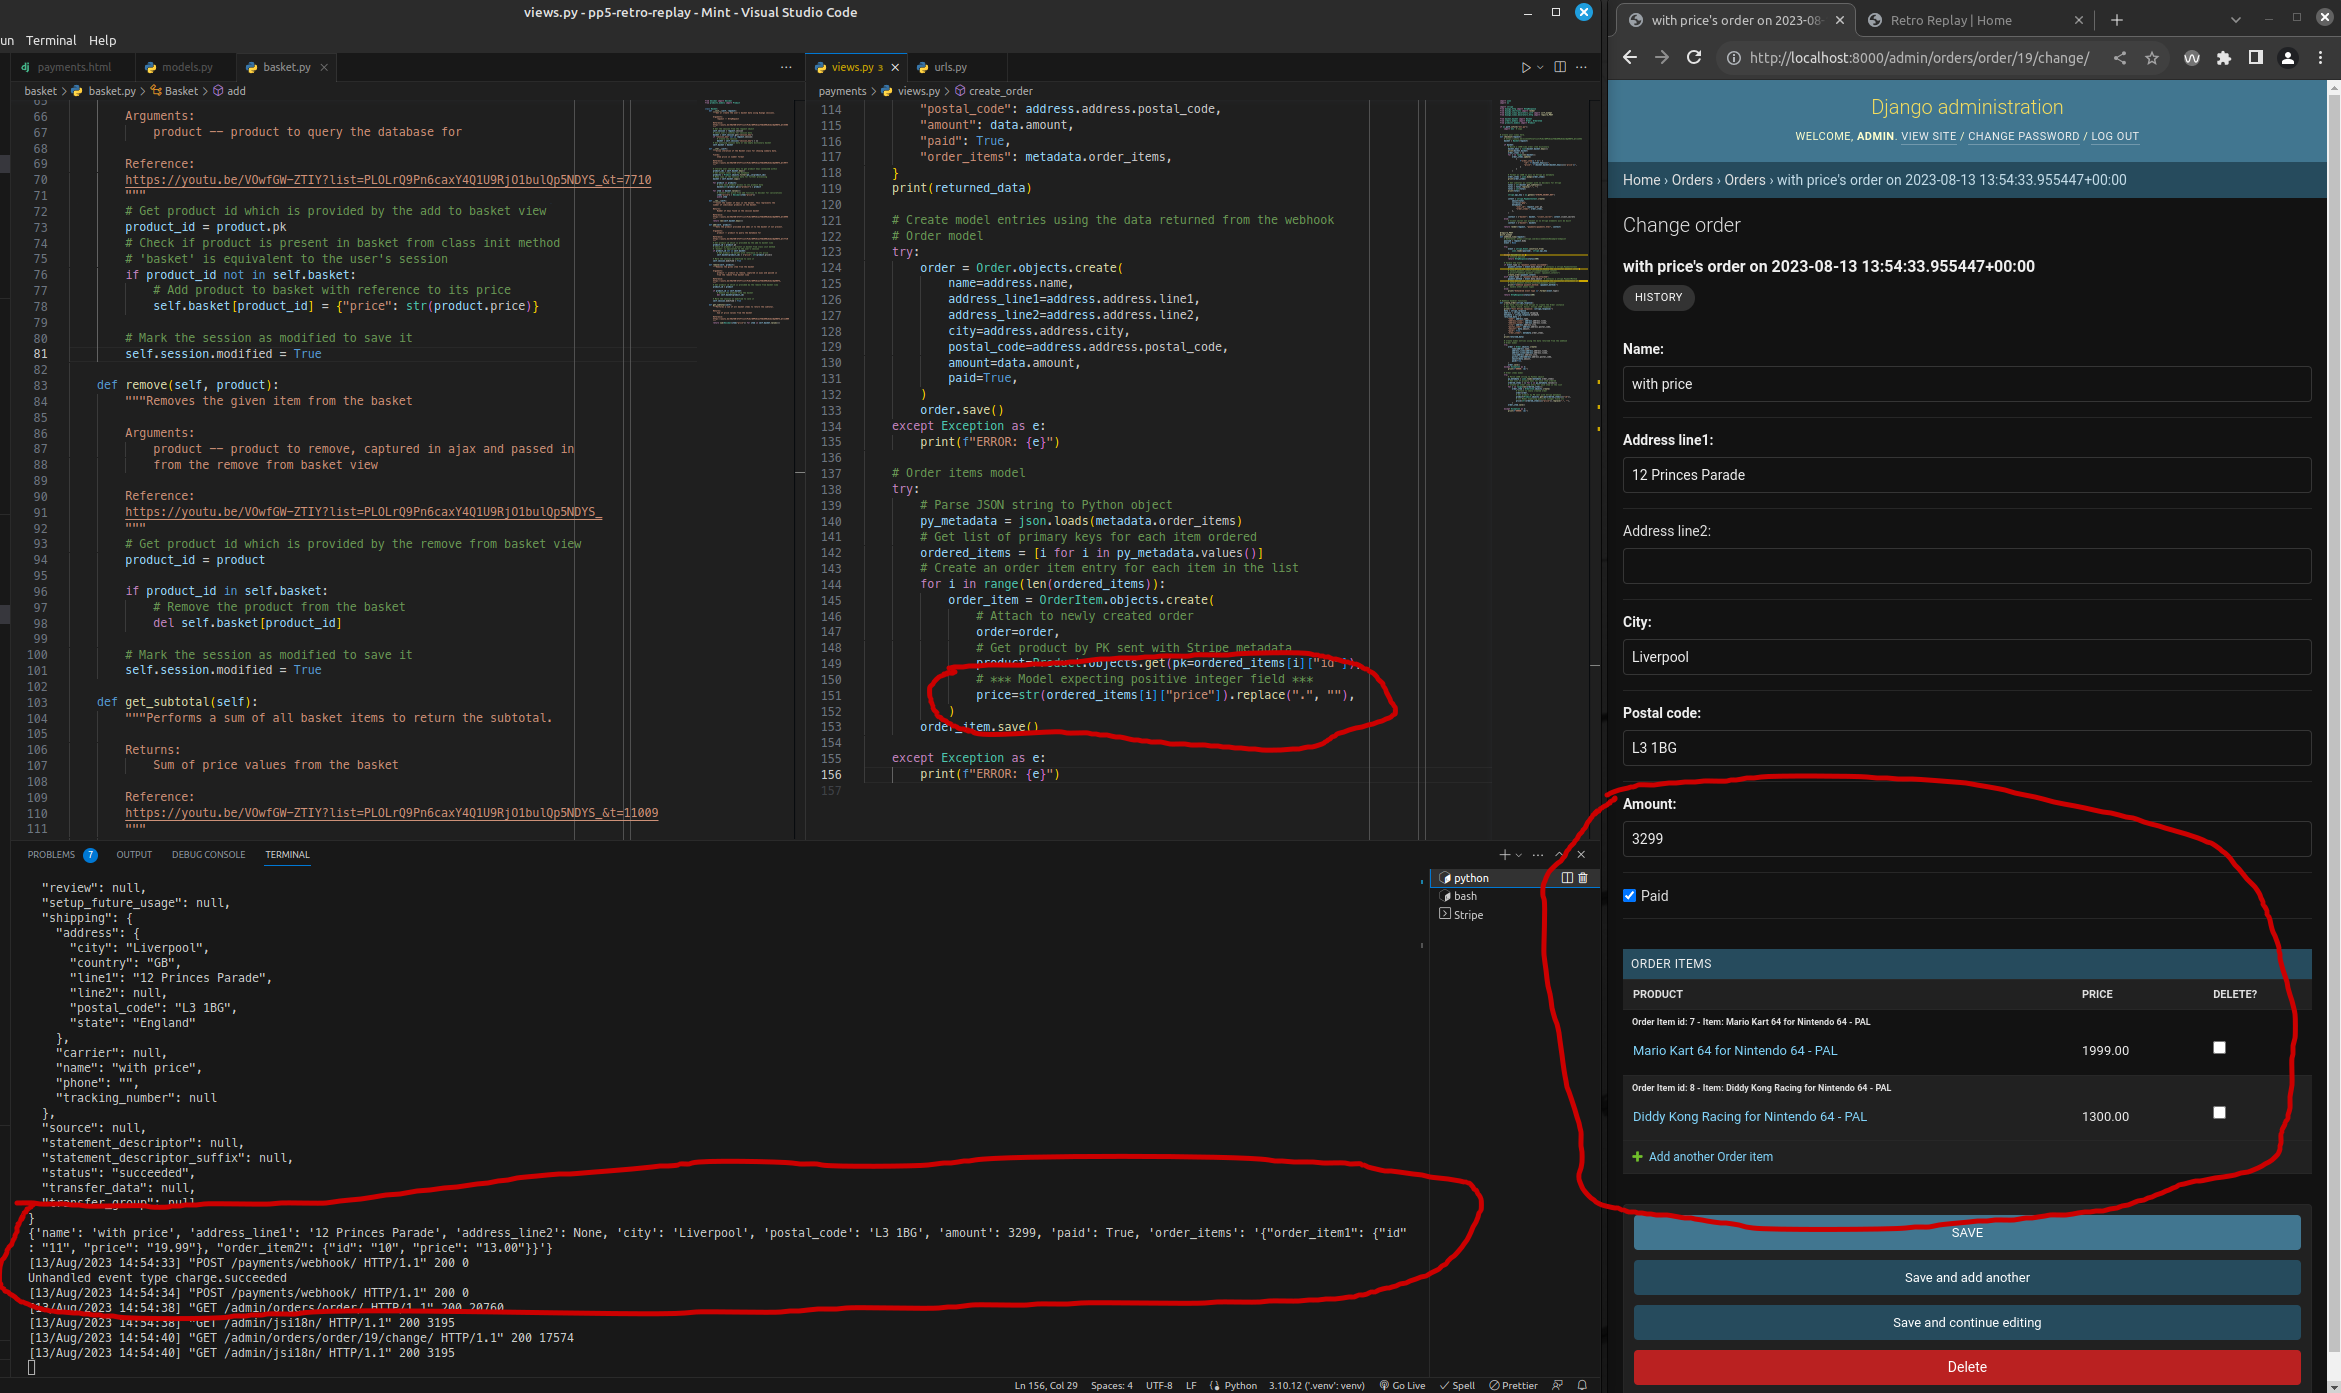 views.py - pp5-retro-replay - Mint - Visual Studio Code
un Terminal Help
payments.html models.py basket.py views.py 3 urls.py
basket > basket.py > Basket > add
payments > views.py > create_order
65
66 Arguments:
67 product -- product to query the database for
68
69 Reference:
70 https://youtu.be/VOwfGW-ZTIY?list=PLOLrQ9Pn6caxY4Q1U9RjO1bulQp5NDYS_&t=7710
71 """
72 # Get product id which is provided by the add to basket view
73 product_id = product.pk
74 # Check if product is present in basket from class init method
75 # 'basket' is equivalent to the user's session
76 if product_id not in self.basket:
77 # Add product to basket with reference to its price
78 self.basket[product_id] = {"price": str(product.price)}
79
80 # Mark the session as modified to save it
81 self.session.modified = True
82
83 def remove(self, product):
84 """Removes the given item from the basket
85
86 Arguments:
87 product -- product to remove, captured in ajax and passed in
88 from the remove from basket view
89
90 Reference:
91 https://youtu.be/VOwfGW-ZTIY?list=PLOLrQ9Pn6caxY4Q1U9RjO1bulQp5NDYS_
92 """
93 # Get product id which is provided by the remove from basket view
94 product_id = product
95
96 if product_id in self.basket:
97 # Remove the product from the basket
98 del self.basket[product_id]
99
100 # Mark the session as modified to save it
101 self.session.modified = True
102
103 def get_subtotal(self):
104 """Performs a sum of all basket items to return the subtotal.
105
106 Returns:
107 Sum of price values from the basket
108
109 Reference:
110 https://youtu.be/VOwfGW-ZTIY?list=PLOLrQ9Pn6caxY4Q1U9RjO1bulQp5NDYS_&t=11009
111 """
114 "postal_code": address.address.postal_code,
115 "amount": data.amount,
116 "paid": True,
117 "order_items": metadata.order_items,
118 }
119 print(returned_data)
120
121 # Create model entries using the data returned from the webhook
122 # Order model
123 try:
124 order = Order.objects.create(
125 name=address.name,
126 address_line1=address.address.line1,
127 address_line2=address.address.line2,
128 city=address.address.city,
129 postal_code=address.address.postal_code,
130 amount=data.amount,
131 paid=True,
132 )
133 order.save()
134 except Exception as e:
135 print(f"ERROR: {e}")
136
137 # Order items model
138 try:
139 # Parse JSON string to Python object
140 py_metadata = json.loads(metadata.order_items)
141 # Get list of primary keys for each item ordered
142 ordered_items = [i for i in py_metadata.values()]
143 # Create an order item entry for each item in the list
144 for i in range(len(ordered_items)):
145 order_item = OrderItem.objects.create(
146 # Attach to newly created order
147 order=order,
148 # Get product by PK sent with Stripe metadata
149 product=Product.objects.get(pk=ordered_items[i]["id"]),
150 # *** Model expecting positive integer field ***
151 price=str(ordered_items[i]["price"]).replace(".", ""),
152 )
153 order_item.save()
154
155 except Exception as e:
156 print(f"ERROR: {e}")
157
PROBLEMS 7 OUTPUT DEBUG CONSOLE TERMINAL
python
bash
Stripe
"review": null,
"setup_future_usage": null,
"shipping": {
"address": {
"city": "Liverpool",
"country": "GB",
"line1": "12 Princes Parade",
"line2": null,
"postal_code": "L3 1BG",
"state": "England"
},
"carrier": null,
"name": "with price",
"phone": "",
"tracking_number": null
},
"source": null,
"statement_descriptor": null,
"statement_descriptor_suffix": null,
"status": "succeeded",
"transfer_data": null,
"transfer_group": null
}
{'name': 'with price', 'address_line1': '12 Princes Parade', 'address_line2': None, 'city': 'Liverpool', 'postal_code': 'L3 1BG', 'amount': 3299, 'paid': True, 'order_items': '{"order_item1": {"id"
: "11", "price": "19.99"}, "order_item2": {"id": "10", "price": "13.00"}}'}
[13/Aug/2023 14:54:33] "POST /payments/webhook/ HTTP/1.1" 200 0
Unhandled event type charge.succeeded
[13/Aug/2023 14:54:34] "POST /payments/webhook/ HTTP/1.1" 200 0
[13/Aug/2023 14:54:38] "GET /admin/orders/order/ HTTP/1.1" 200 20760
[13/Aug/2023 14:54:38] "GET /admin/jsi18n/ HTTP/1.1" 200 3195
[13/Aug/2023 14:54:40] "GET /admin/orders/order/19/change/ HTTP/1.1" 200 17574
[13/Aug/2023 14:54:40] "GET /admin/jsi18n/ HTTP/1.1" 200 3195
Ln 156, Col 29 Spaces: 4 UTF-8 LF Python 3.10.12 ('.venv': venv) Go Live Spell Prettier
with price's order on 2023-08- Retro Replay | Home
http://localhost:8000/admin/orders/order/19/change/
Django administration
WELCOME, ADMIN. VIEW SITE / CHANGE PASSWORD / LOG OUT
Home › Orders › Orders › with price's order on 2023-08-13 13:54:33.955447+00:00
Change order
with price's order on 2023-08-13 13:54:33.955447+00:00
HISTORY
Name:
with price
Address line1:
12 Princes Parade
Address line2:
City:
Liverpool
Postal code:
L3 1BG
Amount:
3299
Paid
ORDER ITEMS
PRODUCT PRICE DELETE?
Order Item id: 7 - Item: Mario Kart 64 for Nintendo 64 - PAL
Mario Kart 64 for Nintendo 64 - PAL 1999.00
Order Item id: 8 - Item: Diddy Kong Racing for Nintendo 64 - PAL
Diddy Kong Racing for Nintendo 64 - PAL 1300.00
Add another Order item
SAVE
Save and add another
Save and continue editing
Delete